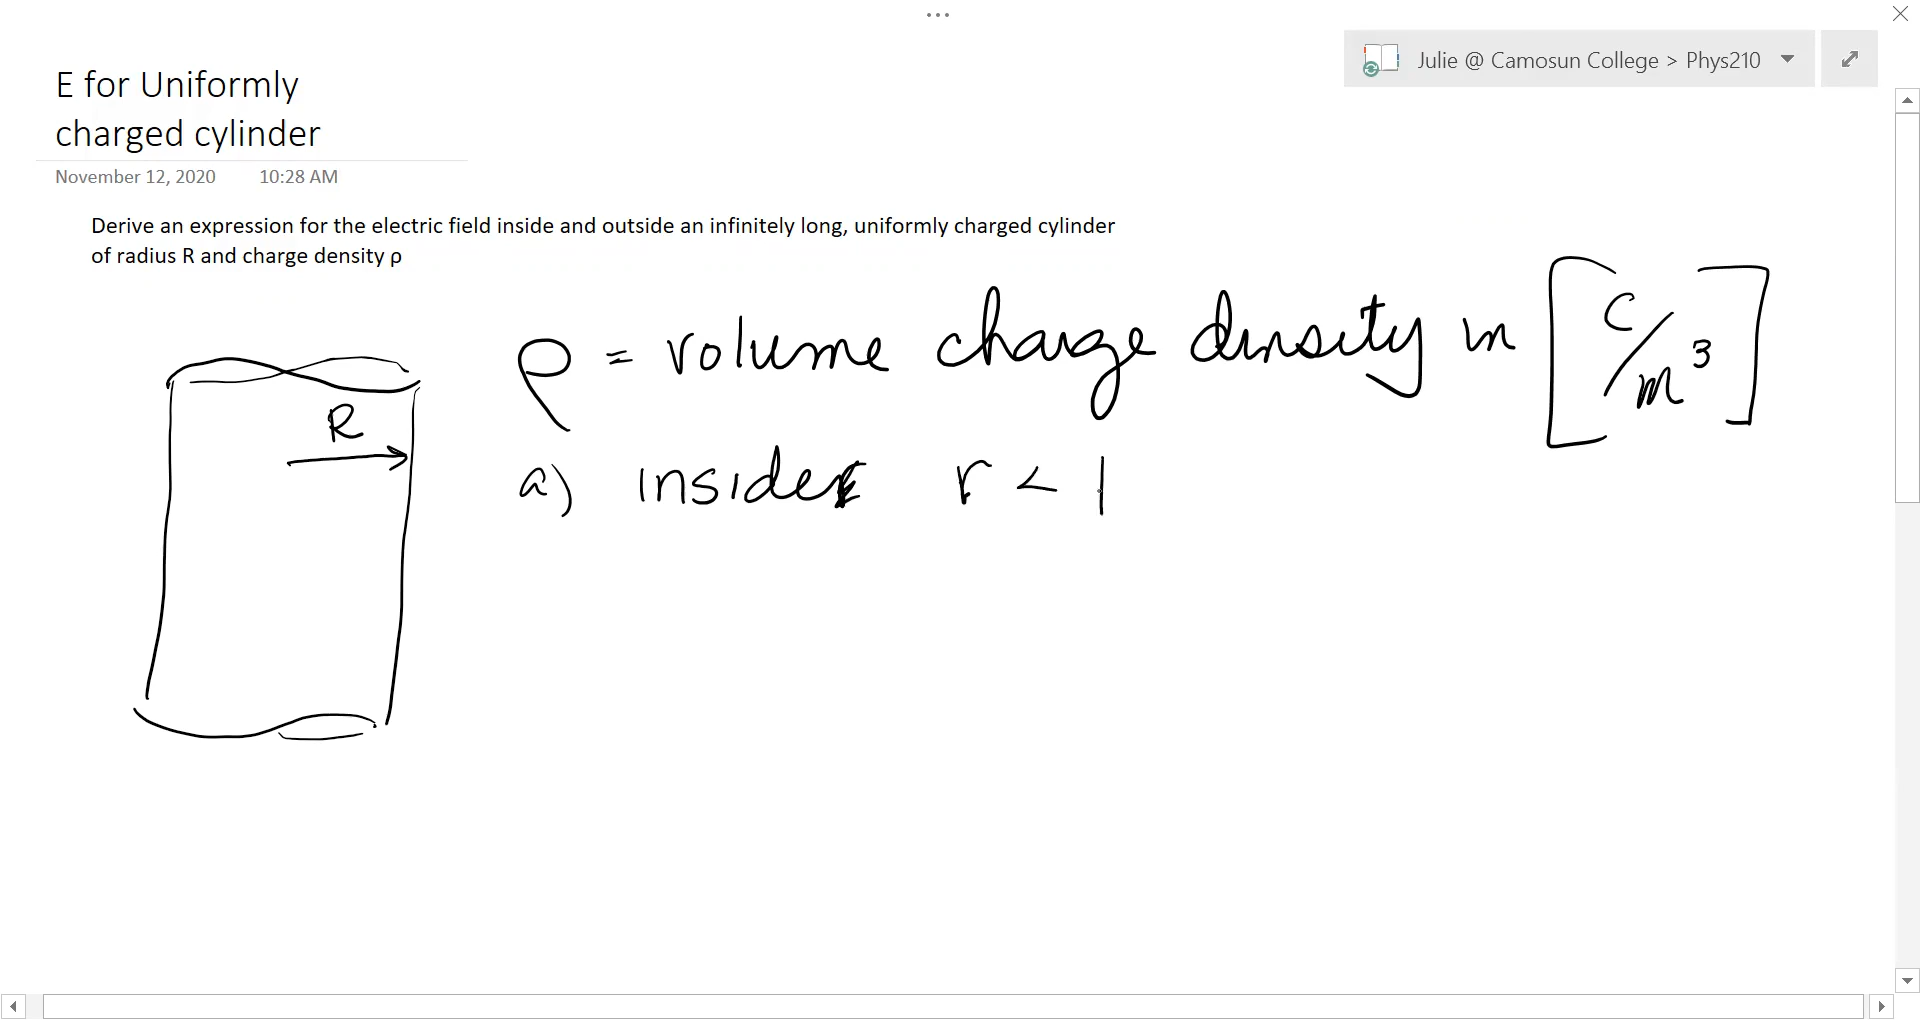 Julie @ Camosun College > Phys210
E for Uniformly
charged cylinder
November 12, 2020 10:28 AM
Derive an expression for the electric field inside and outside an infinitely long, uniformly charged cylinder
of radius R and charge density ρ
ρ = volume charge density in [C/m³]
R
a) inside r < |